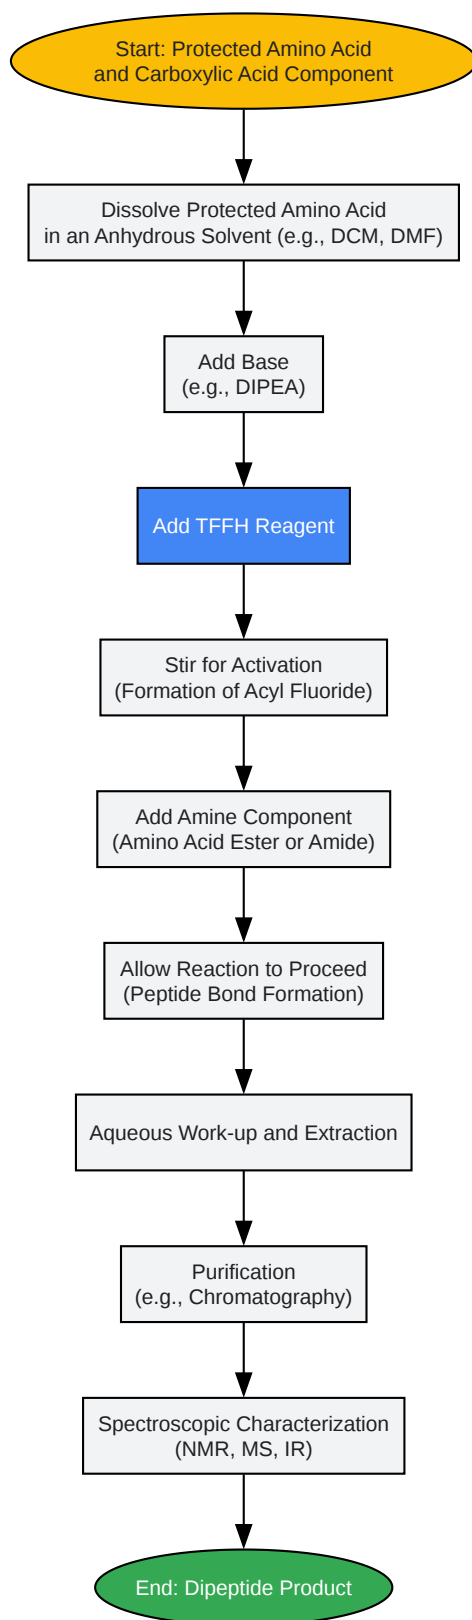 Start: Protected Amino Acid
and Carboxylic Acid Component
Dissolve Protected Amino Acid
in an Anhydrous Solvent (e.g., DCM, DMF)
Add Base
(e.g., DIPEA)
Add TFFH Reagent
Stir for Activation
(Formation of Acyl Fluoride)
Add Amine Component
(Amino Acid Ester or Amide)
Allow Reaction to Proceed
(Peptide Bond Formation)
Aqueous Work-up and Extraction
Purification
(e.g., Chromatography)
Spectroscopic Characterization
(NMR, MS, IR)
End: Dipeptide Product